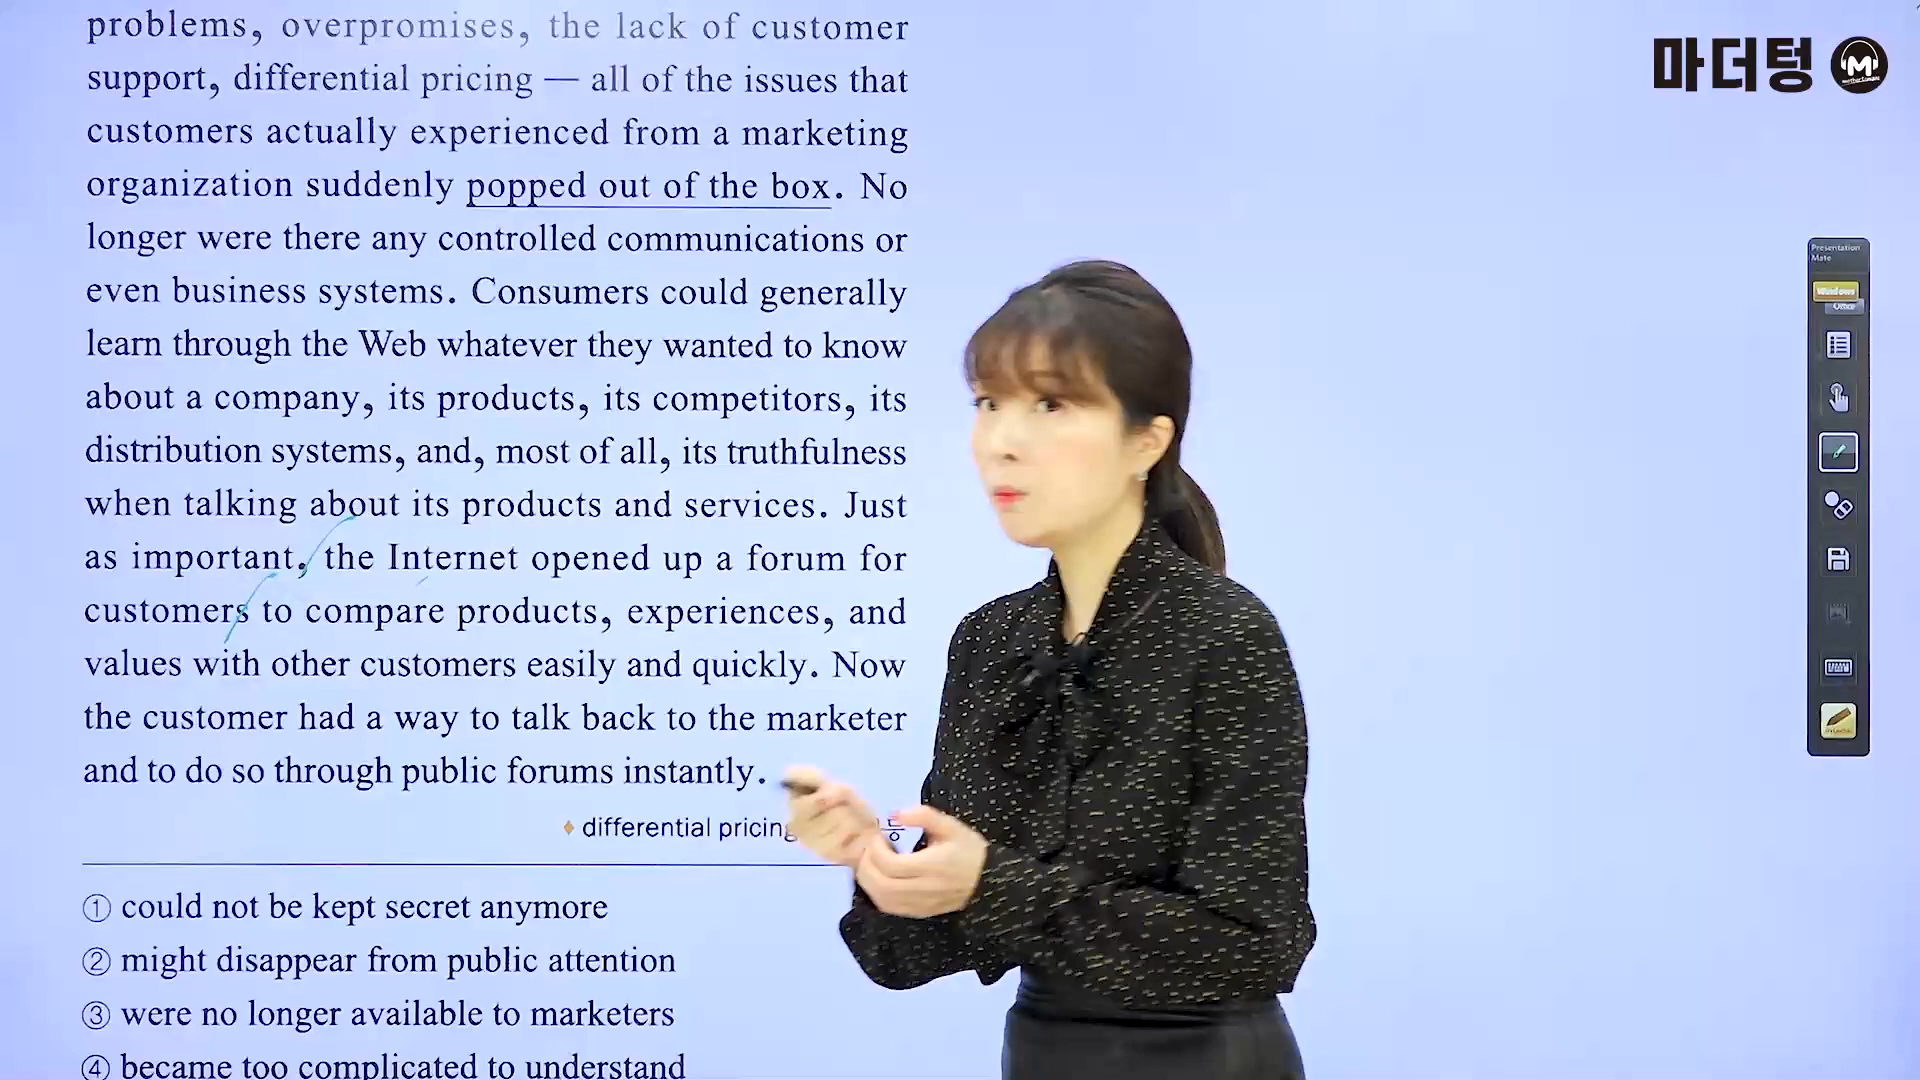 problems, overpromises, the lack of customer
support, differential pricing — all of the issues that
customers actually experienced from a marketing
organization suddenly popped out of the box. No
longer were there any controlled communications or
even business systems. Consumers could generally
learn through the Web whatever they wanted to know
about a company, its products, its competitors, its
distribution systems, and, most of all, its truthfulness
when talking about its products and services. Just
as important, the Internet opened up a forum for
customers to compare products, experiences, and
values with other customers easily and quickly. Now
the customer had a way to talk back to the marketer
and to do so through public forums instantly.
differential pricing
① could not be kept secret anymore
② might disappear from public attention
③ were no longer available to marketers
④ became too complicated to understand
마더텅
M
Presentation
Mate
Windows
Office